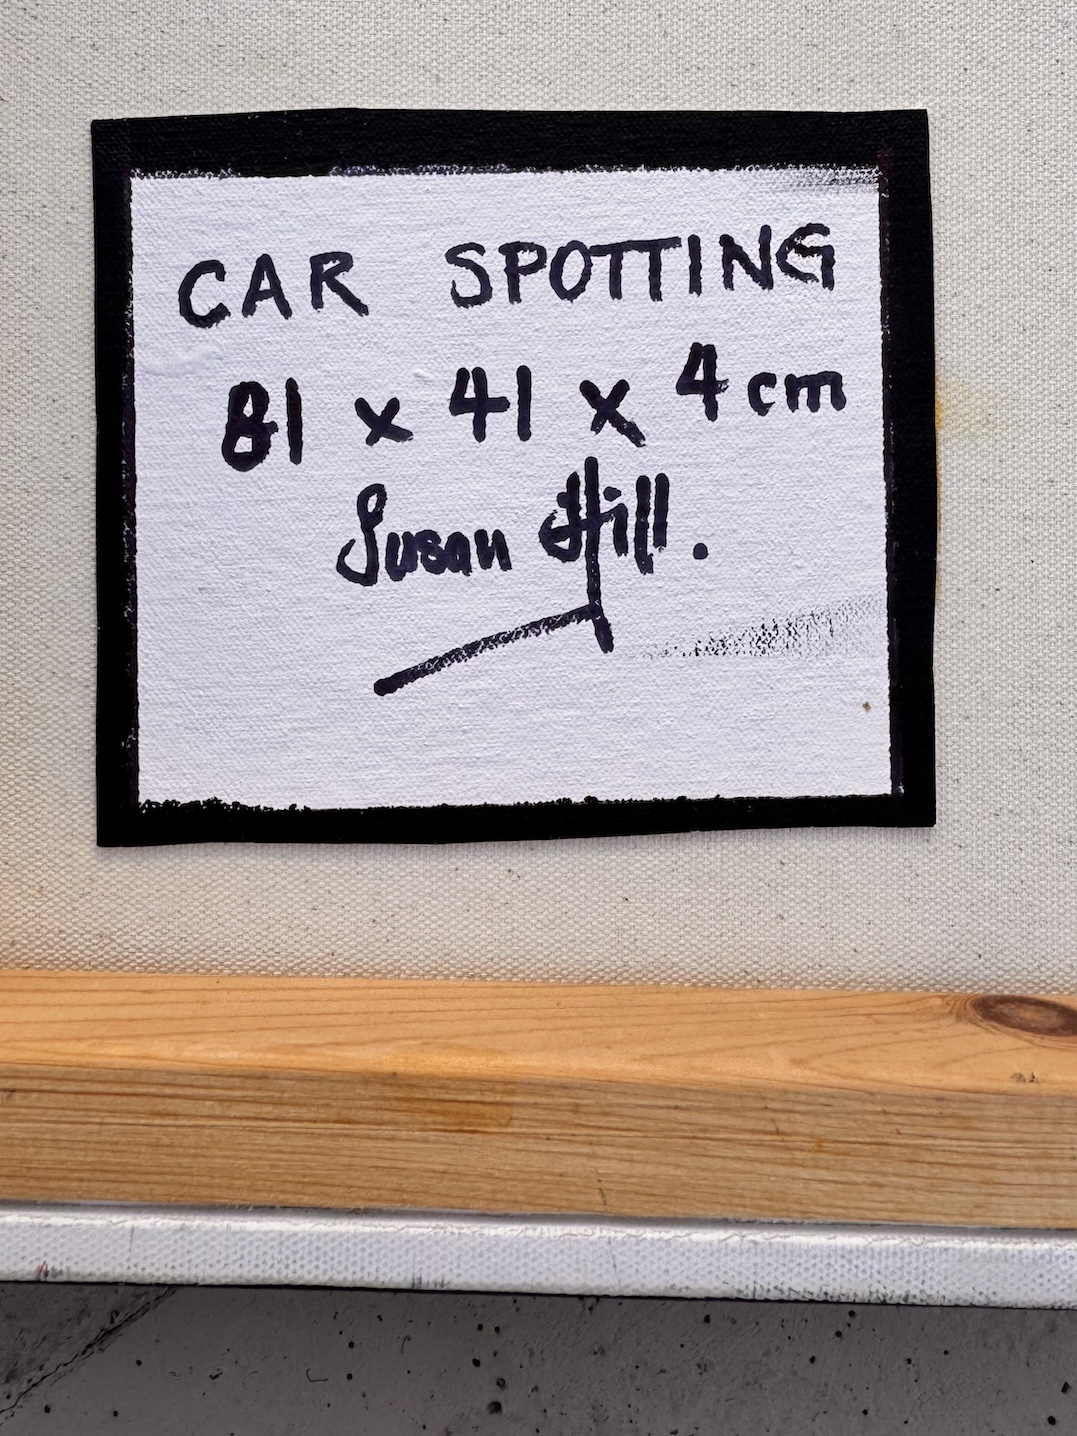 CAR SPOTTING
81 x 41 x 4 cm
Susan Hill.